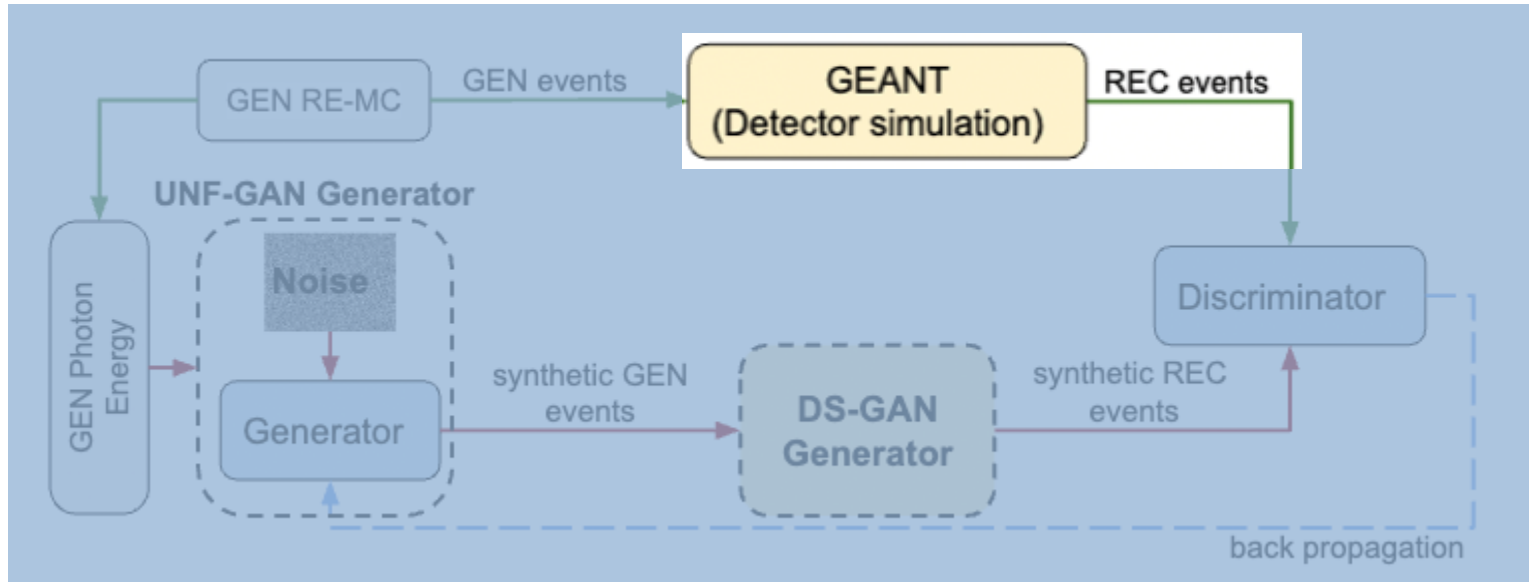 GEN RE-MC
GEN events
GEANT
(Detector simulation)
REC events
UNF-GAN Generator
GEN Photon
Energy
Noise
Generator
synthetic GEN
events
DS-GAN
Generator
synthetic REC
events
Discriminator
back propagation